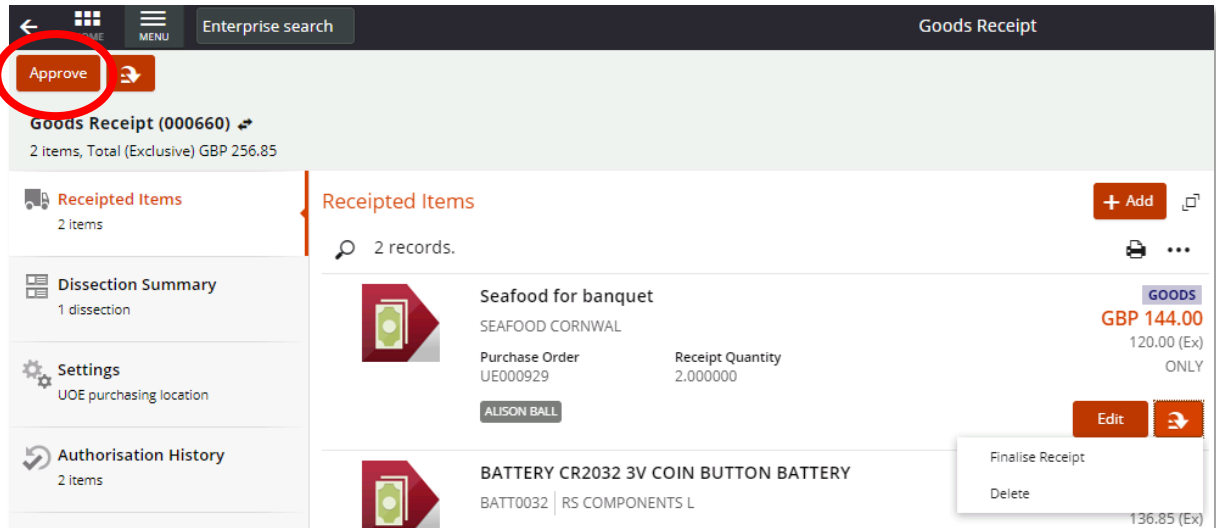 HOME
MENU
Enterprise search
Goods Receipt
Approve
Goods Receipt (000660)
2 items, Total (Exclusive) GBP 256.85
Receipted Items
2 items
Dissection Summary
1 dissection
Settings
UOE purchasing location
Authorisation History
2 items
Receipted Items
+ Add
2 records.
Seafood for banquet
GOODS
SEAFOOD CORNWAL
GBP 144.00
120.00 (Ex)
Purchase Order
Receipt Quantity
ONLY
UE000929
2.000000
ALISON BALL
Edit
Finalise Receipt
Delete
BATTERY CR2032 3V COIN BUTTON BATTERY
BATT0032 | RS COMPONENTS L
136.85 (Ex)